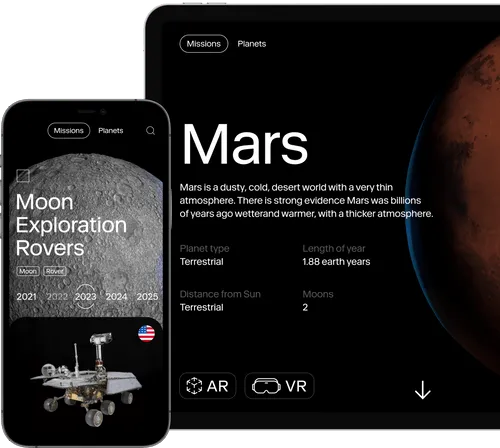 Missions Planets
Moon
Exploration
Rovers
Moon Rover
2021 2022 2023 2024 2025
Missions Planets
Mars
Mars is a dusty, cold, desert world with a very thin
atmosphere. There is strong evidence Mars was billions
of years ago wetterand warmer, with a thicker atmosphere.
Planet type Length of year
Terrestrial 1.88 earth years
Distance from Sun Moons
Terrestrial 2
AR VR